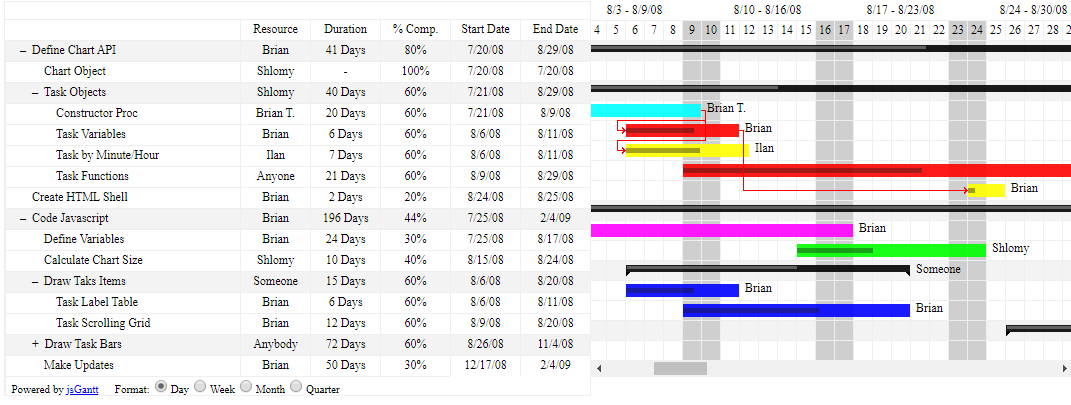 8/3 - 8/9/08 8/10 - 8/16/08 8/17 - 8/23/08 8/24 - 8/30/08
Resource Duration % Comp. Start Date End Date 4 5 6 7 8 9 10 11 12 13 14 15 16 17 18 19 20 21 22 23 24 25 26 27 28 2
– Define Chart API Brian 41 Days 80% 7/20/08 8/29/08
Chart Object Shlomy - 100% 7/20/08 7/20/08
– Task Objects Shlomy 40 Days 60% 7/21/08 8/29/08
Constructor Proc Brian T. 20 Days 60% 7/21/08 8/9/08 Brian T.
Task Variables Brian 6 Days 60% 8/6/08 8/11/08 Brian
Task by Minute/Hour Ilan 7 Days 60% 8/6/08 8/11/08 Ilan
Task Functions Anyone 21 Days 60% 8/9/08 8/29/08
Create HTML Shell Brian 2 Days 20% 8/24/08 8/25/08 Brian
– Code Javascript Brian 196 Days 44% 7/25/08 2/4/09
Define Variables Brian 24 Days 30% 7/25/08 8/17/08 Brian
Calculate Chart Size Shlomy 10 Days 40% 8/15/08 8/24/08 Shlomy
– Draw Taks Items Someone 15 Days 60% 8/6/08 8/20/08 Someone
Task Label Table Brian 6 Days 60% 8/6/08 8/11/08 Brian
Task Scrolling Grid Brian 12 Days 60% 8/9/08 8/20/08 Brian
+ Draw Task Bars Anybody 72 Days 60% 8/26/08 11/4/08
Make Updates Brian 50 Days 30% 12/17/08 2/4/09
Powered by jsGantt Format: Day Week Month Quarter